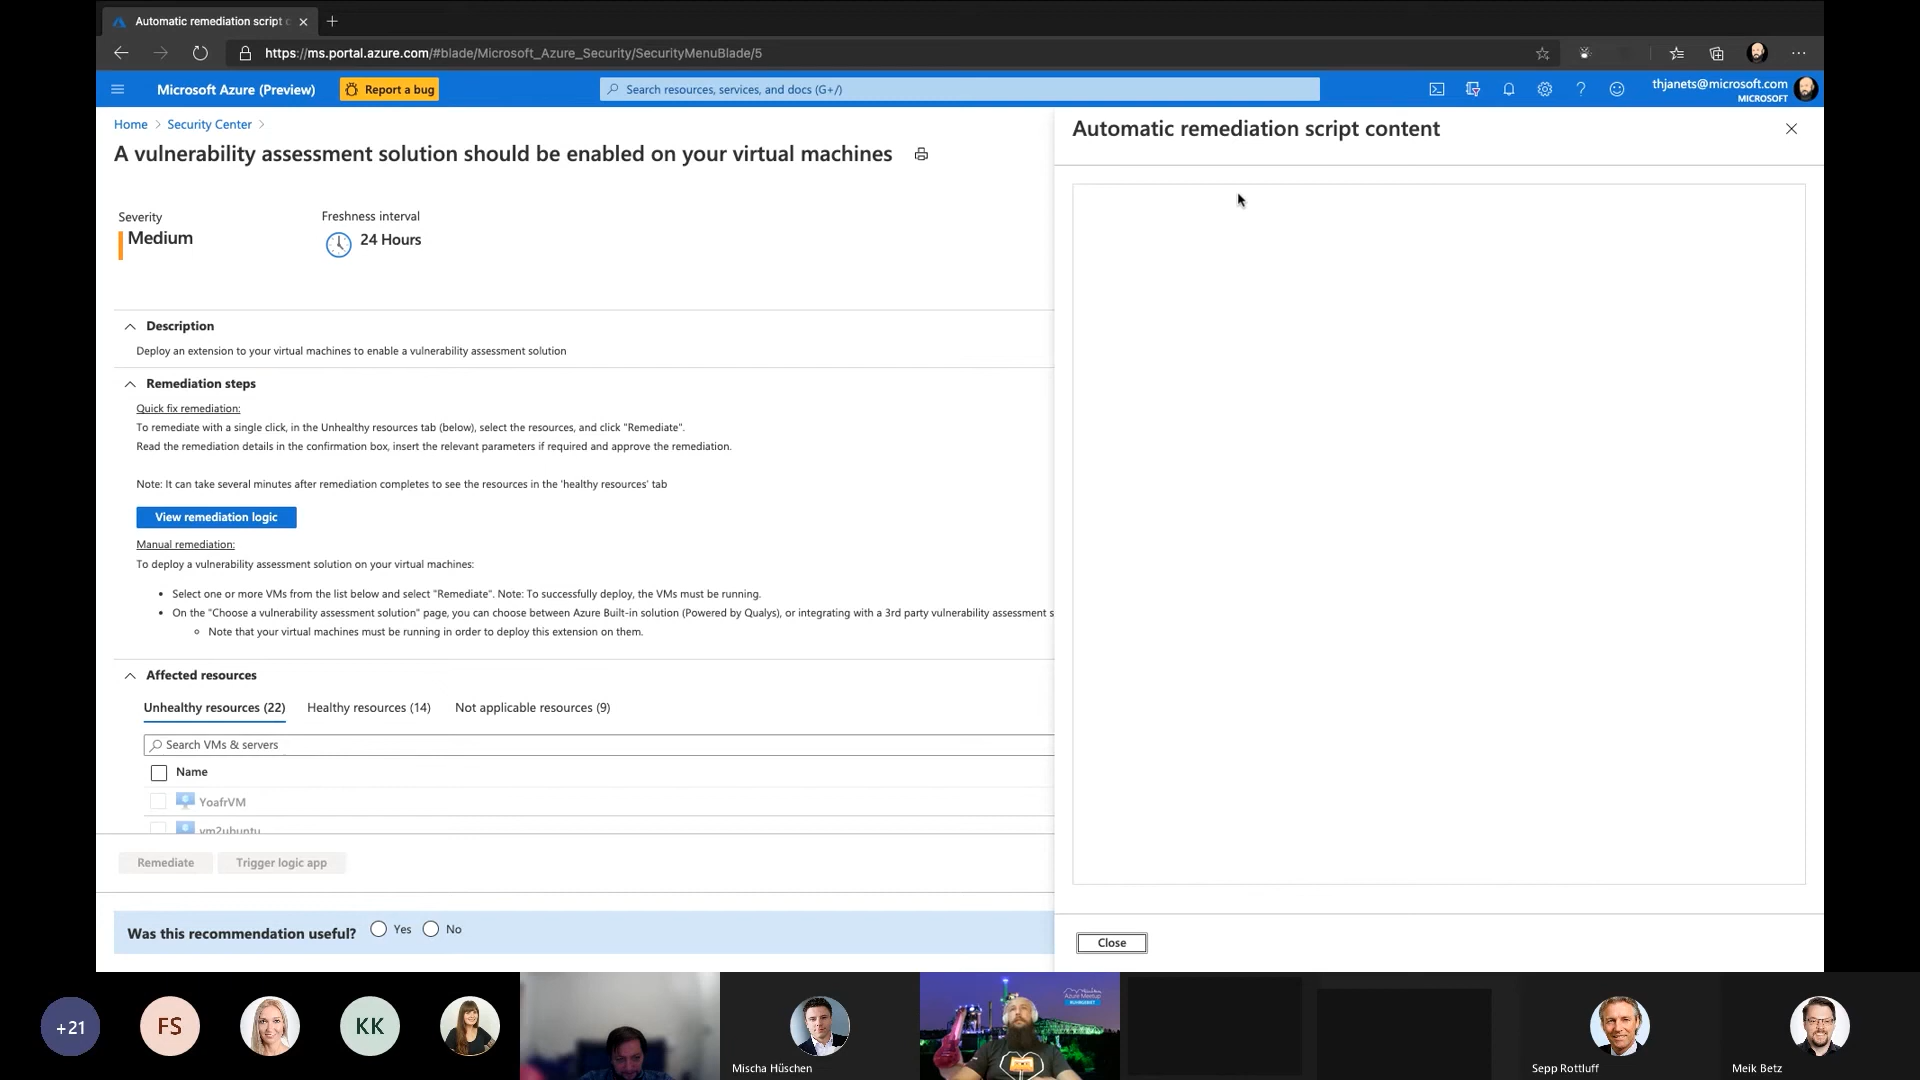 Automatic remediation script c
https://ms.portal.azure.com/#blade/Microsoft_Azure_Security/SecurityMenuBlade/5
Microsoft Azure (Preview)
Report a bug
Search resources, services, and docs (G+/)
thjanets@microsoft.com
MICROSOFT
Home > Security Center >
A vulnerability assessment solution should be enabled on your virtual machines
Severity
Medium
Freshness interval
24 Hours
Description
Deploy an extension to your virtual machines to enable a vulnerability assessment solution
Remediation steps
Quick fix remediation:
To remediate with a single click, in the Unhealthy resources tab (below), select the resources, and click "Remediate".
Read the remediation details in the confirmation box, insert the relevant parameters if required and approve the remediation.
Note: It can take several minutes after remediation completes to see the resources in the 'healthy resources' tab
View remediation logic
Manual remediation:
To deploy a vulnerability assessment solution on your virtual machines:
• Select one or more VMs from the list below and select "Remediate". Note: To successfully deploy, the VMs must be running.
• On the "Choose a vulnerability assessment solution" page, you can choose between Azure Built-in solution (Powered by Qualys), or integrating with a 3rd party vulnerability assessment s
Note that your virtual machines must be running in order to deploy this extension on them.
Affected resources
Unhealthy resources (22) Healthy resources (14) Not applicable resources (9)
Search VMs & servers
Name
YoafrVM
vm2ubuntu
Remediate Trigger logic app
Was this recommendation useful? Yes No
Automatic remediation script content
Close
+21
FS
KK
Mischa Hüschen
Azure Meetup
RUHRGEBIET
Sepp Rottluff
Meik Betz